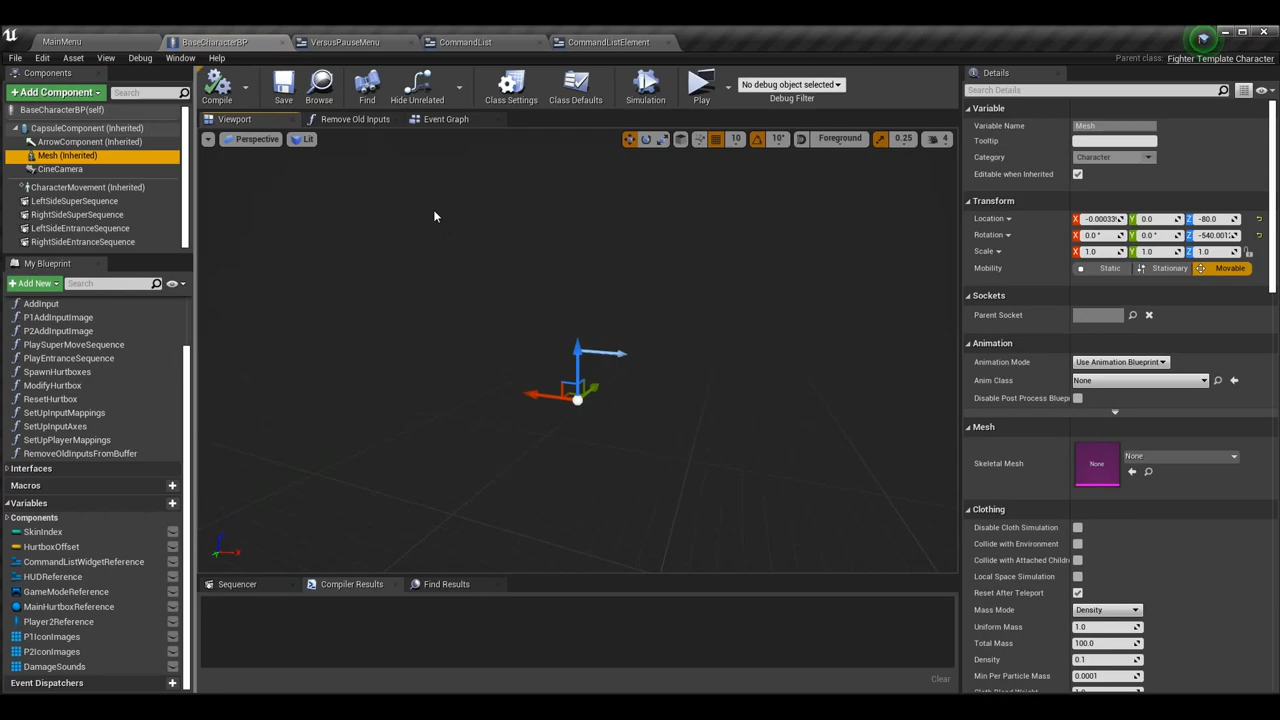 MainMenu
BaseCharacterBP
VersusPauseMenu
CommandList
CommandListElement
File Edit Asset View Debug Window Help
Parent class: Fighter Template Character
Components
Add Component
Search
BaseCharacterBP(self)
CapsuleComponent (Inherited)
ArrowComponent (Inherited)
Mesh (Inherited)
CineCamera
CharacterMovement (Inherited)
LeftSideSuperSequence
RightSideSuperSequence
LeftSideEntranceSequence
RightSideEntranceSequence
My Blueprint
Add New
Search
AddInput
P1AddInputImage
P2AddInputImage
PlaySuperMoveSequence
PlayEntranceSequence
SpawnHurtboxes
ModifyHurtbox
ResetHurtbox
SetUpInputMappings
SetUpInputAxes
SetUpPlayerMappings
RemoveOldInputsFromBuffer
Interfaces
Macros
Variables
Components
SkinIndex
HurtboxOffset
CommandListWidgetReference
HUDReference
GameModeReference
MainHurtboxReference
Player2Reference
P1IconImages
P2IconImages
DamageSounds
Event Dispatchers
Compile
Save
Browse
Find
Hide Unrelated
Class Settings
Class Defaults
Simulation
Play
No debug object selected
Debug Filter
Viewport
Remove Old Inputs
Event Graph
Perspective
Lit
10
10°
Foreground
0.25
4
X
Sequencer
Compiler Results
Find Results
Clear
Details
Search Details
Variable
Variable Name Mesh
Tooltip
Category Character
Editable when Inherited
Transform
Location X -0.00033 Y 0.0 Z -80.0
Rotation X 0.0 ° Y 0.0 ° Z -540.001
Scale X 1.0 Y 1.0 Z 1.0
Mobility Static Stationary Movable
Sockets
Parent Socket
Animation
Animation Mode Use Animation Blueprint
Anim Class None
Disable Post Process Bluep
Mesh
Skeletal Mesh None None
Clothing
Disable Cloth Simulation
Collide with Environment
Collide with Attached Childre
Local Space Simulation
Reset After Teleport
Mass Mode Density
Uniform Mass 1.0
Total Mass 100.0
Density 0.1
Min Per Particle Mass 0.0001
Cloth Blend Weight 1.0